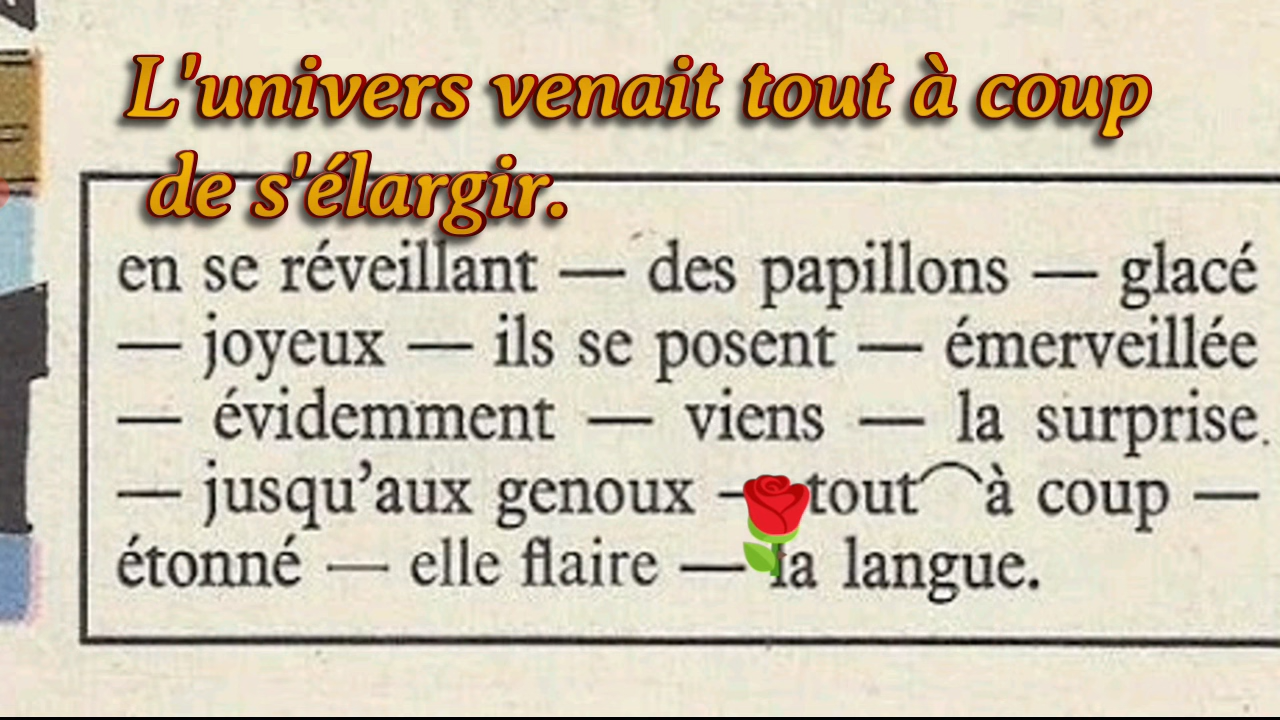 L'univers venait tout à coup
de s'élargir.
en se réveillant — des papillons — glacé
— joyeux — ils se posent — émerveillée
— évidemment — viens — la surprise
— jusqu’aux genoux — tout‿à coup —
étonné — elle flaire — la langue.